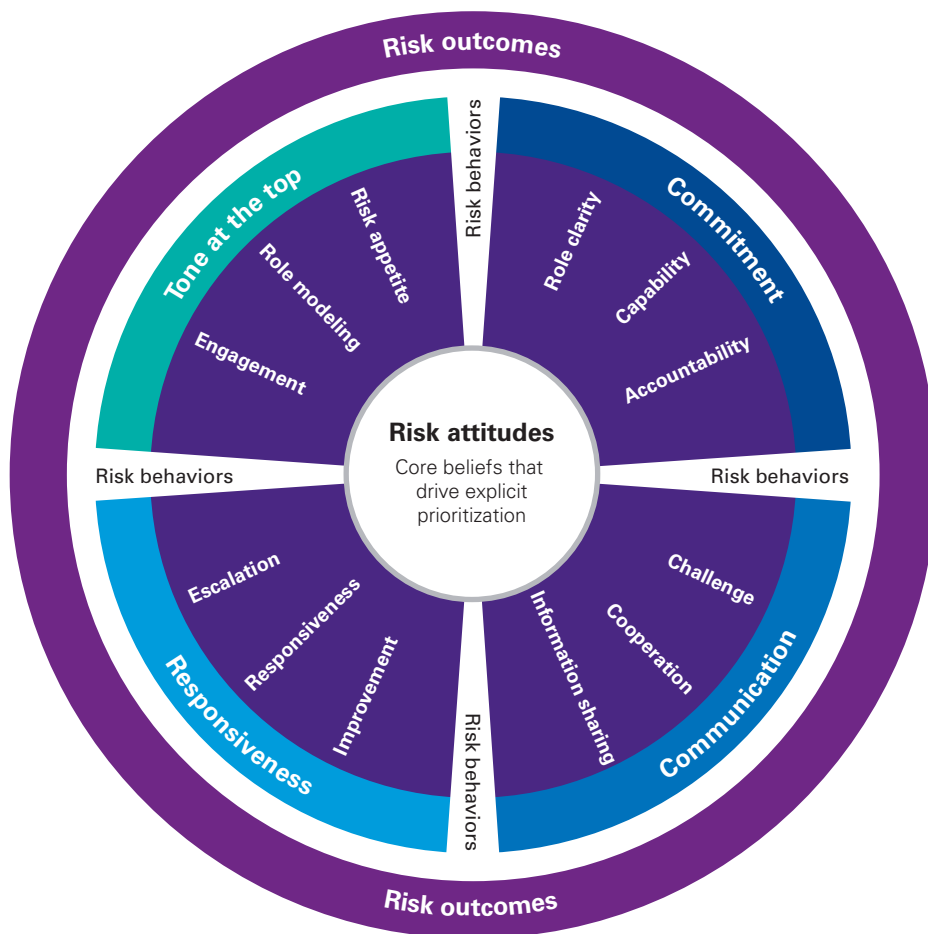 Risk outcomes
Risk behaviors
Tone at the top
Engagement
Role modeling
Risk appetite
Commitment
Role clarity
Capability
Accountability
Risk behaviors
Risk attitudes
Core beliefs that
drive explicit
prioritization
Risk behaviors
Responsiveness
Escalation
Responsiveness
Improvement
Communication
Challenge
Cooperation
Information sharing
Risk behaviors
Risk outcomes